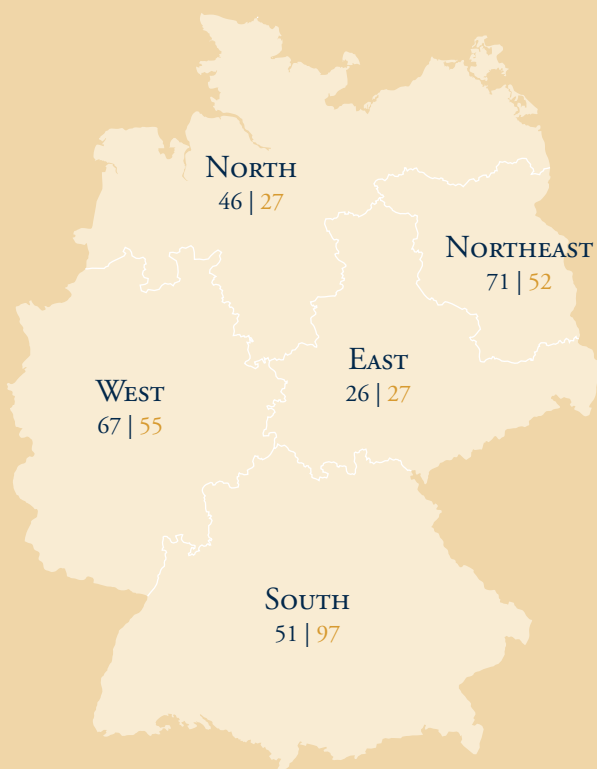 North
46 | 27
Northeast
71 | 52
East
26 | 27
West
67 | 55
South
51 | 97